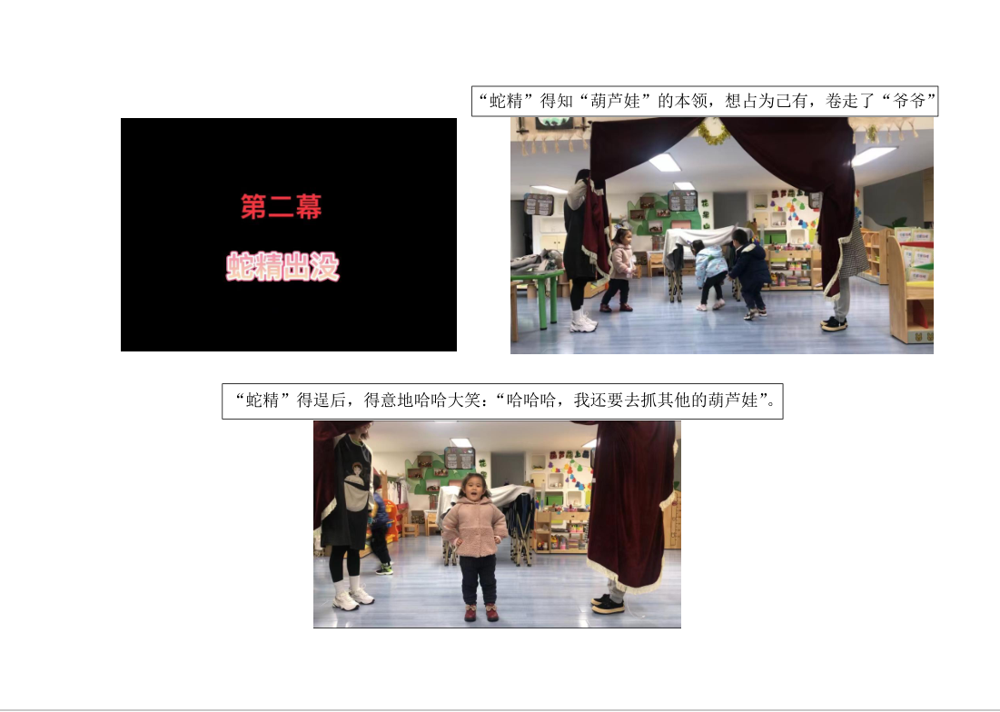 “蛇精”得知“葫芦娃”的本领，想占为己有，卷走了“爷爷”
第二幕
蛇精出没
“蛇精”得逞后，得意地哈哈大笑：“哈哈哈，我还要去抓其他的葫芦娃”。